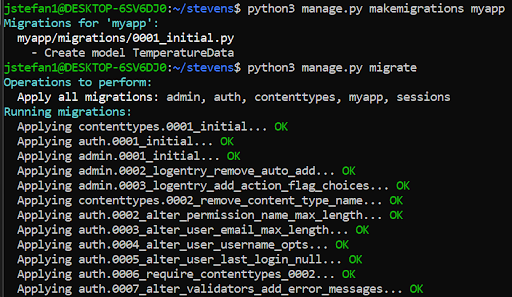 jstefan1@DESKTOP-6SV6DJ0:~/stevens$ python3 manage.py makemigrations myapp
Migrations for 'myapp':
  myapp/migrations/0001_initial.py
    - Create model TemperatureData
jstefan1@DESKTOP-6SV6DJ0:~/stevens$ python3 manage.py migrate
Operations to perform:
  Apply all migrations: admin, auth, contenttypes, myapp, sessions
Running migrations:
  Applying contenttypes.0001_initial... OK
  Applying auth.0001_initial... OK
  Applying admin.0001_initial... OK
  Applying admin.0002_logentry_remove_auto_add... OK
  Applying admin.0003_logentry_add_action_flag_choices... OK
  Applying contenttypes.0002_remove_content_type_name... OK
  Applying auth.0002_alter_permission_name_max_length... OK
  Applying auth.0003_alter_user_email_max_length... OK
  Applying auth.0004_alter_user_username_opts... OK
  Applying auth.0005_alter_user_last_login_null... OK
  Applying auth.0006_require_contenttypes_0002... OK
  Applying auth.0007_alter_validators_add_error_messages... OK